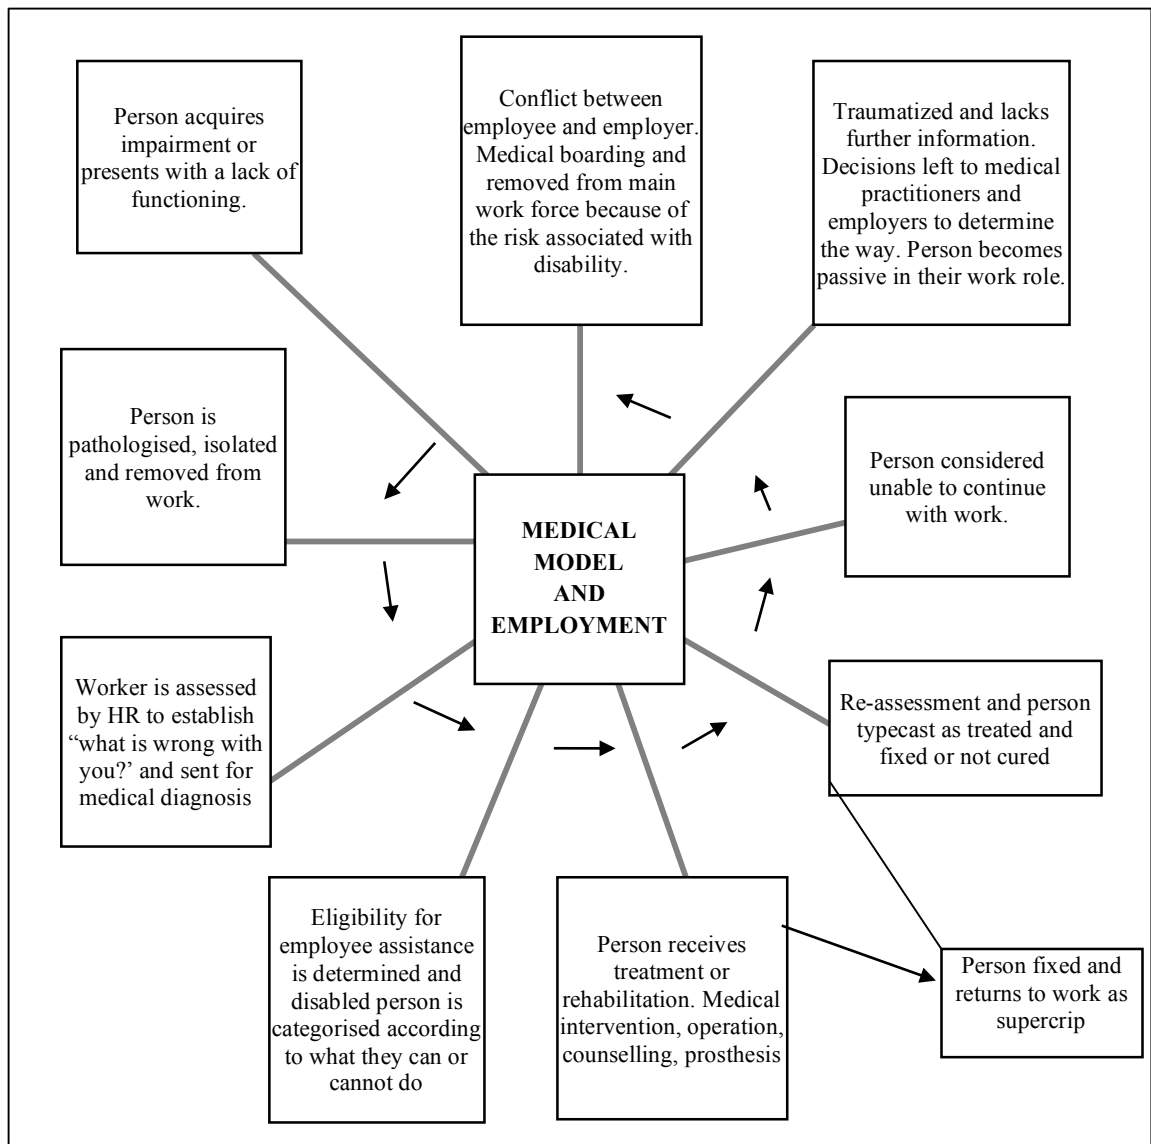 Person acquires
impairment or
presents with a lack of
functioning.
Conflict between
employee and employer.
Medical boarding and
removed from main
work force because of
the risk associated with
disability.
Traumatized and lacks
further information.
Decisions left to medical
practitioners and
employers to determine
the way. Person becomes
passive in their work role.
Person is
pathologised, isolated
and removed from
work.
Person considered
unable to continue
with work.
MEDICAL
MODEL
AND
EMPLOYMENT
Worker is assessed
by HR to establish
“what is wrong with
you?’ and sent for
medical diagnosis
Re-assessment and person
typecast as treated and
fixed or not cured
Eligibility for
employee assistance
is determined and
disabled person is
categorised according
to what they can or
cannot do
Person receives
treatment or
rehabilitation. Medical
intervention, operation,
counselling, prosthesis
Person fixed and
returns to work as
supercrip